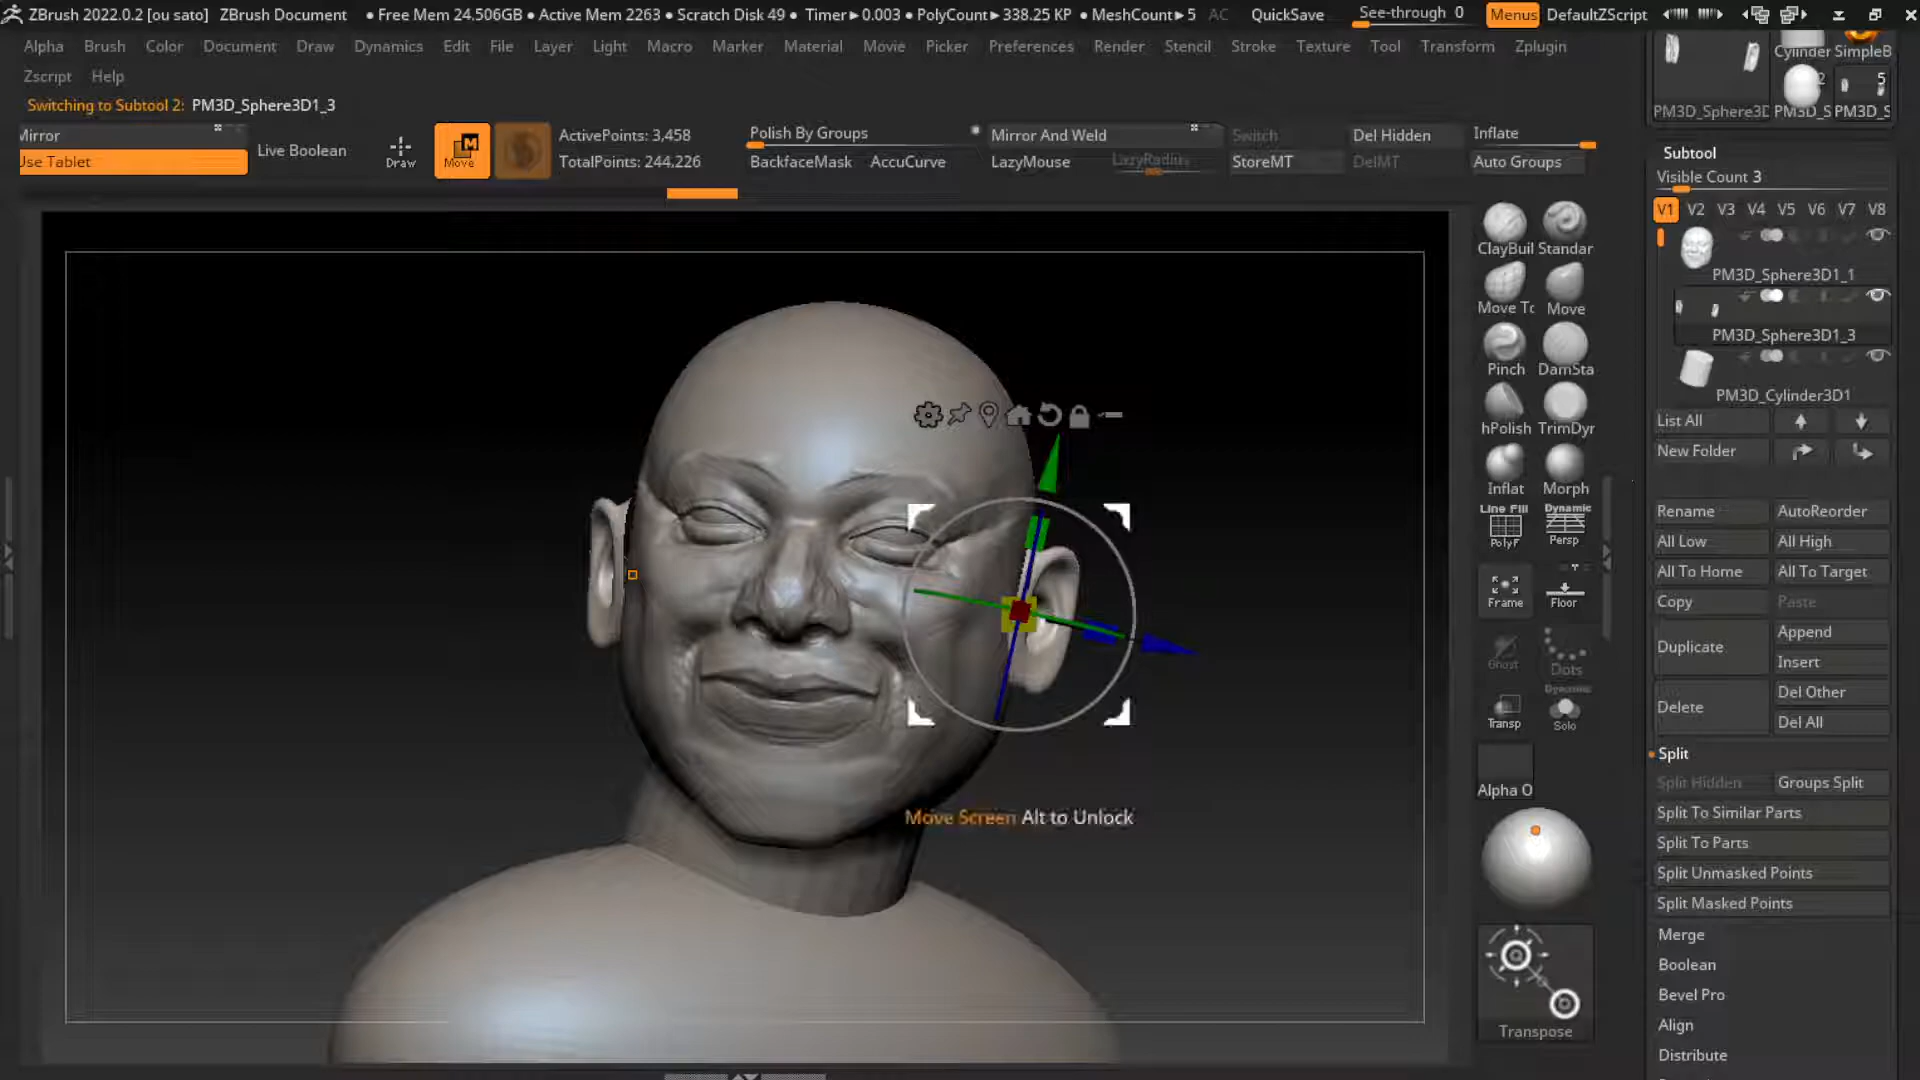 ZBrush 2022.0.2 [ou sato] ZBrush Document • Free Mem 24.506GB • Active Mem 2263 • Scratch Disk 49 • Timer▸0.003 • PolyCount▸338.25 KP • MeshCount▸5 AC QuickSave See-through 0 Menus DefaultZScript
Alpha Brush Color Document Draw Dynamics Edit File Layer Light Macro Marker Material Movie Picker Preferences Render Stencil Stroke Texture Tool Transform Zplugin
Zscript Help
Switching to Subtool 2: PM3D_Sphere3D1_3
Mirror
Use Tablet
Live Boolean
Draw
Move
ActivePoints: 3,458
TotalPoints: 244,226
Polish By Groups
BackfaceMask AccuCurve
Mirror And Weld
LazyMouse LazyRadius
Switch
StoreMT
Del Hidden
DelMT
Inflate
Auto Groups
Cylinder SimpleB
2 5
PM3D_Sphere3D PM3D_S PM3D_S
Subtool
Visible Count 3
V1 V2 V3 V4 V5 V6 V7 V8
PM3D_Sphere3D1_1
PM3D_Sphere3D1_3
PM3D_Cylinder3D1
List All
New Folder
Rename AutoReorder
All Low All High
All To Home All To Target
Copy Paste
Duplicate Append
Insert
Delete Del Other
Del All
Split
Split Hidden Groups Split
Split To Similar Parts
Split To Parts
Split Unmasked Points
Split Masked Points
Merge
Boolean
Bevel Pro
Align
Distribute
ClayBuil Standar
Move To Move
Pinch DamSta
hPolish TrimDyn
Inflat Morph
Line Fill Dynamic
PolyF Persp
Frame Floor
Ghost Dots
Dynamic
Transp Solo
Alpha O
Transpose
Move Screen Alt to Unlock